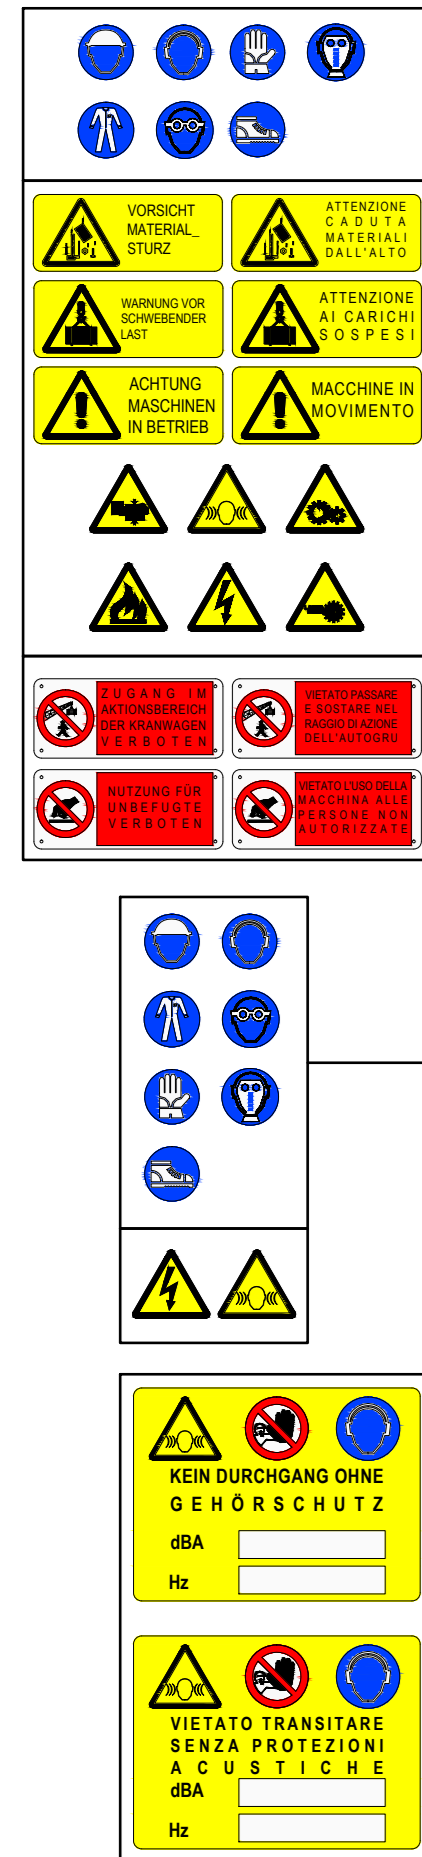 VORSICHT
MATERIAL_
STURZ
ATTENZIONE
CADUTA
MATERIALI
DALL'ALTO
WARNUNG VOR
SCHWEBENDER
LAST
ATTENZIONE
AI CARICHI
SOSPESI
ACHTUNG
MASCHINEN
IN BETRIEB
MACCHINE IN
MOVIMENTO
ZUGANG IM
AKTIONSBEREICH
DER KRANWAGEN
VERBOTEN
VIETATO PASSARE
E SOSTARE NEL
RAGGIO DI AZIONE
DELL'AUTOGRU
NUTZUNG FÜR
UNBEFUGTE
VERBOTEN
VIETATO L'USO DELLA
MACCHINA ALLE
PERSONE NON
AUTORIZZATE
KEIN DURCHGANG OHNE
GEHÖRSCHUTZ
dBA
Hz
VIETATO TRANSITARE
SENZA PROTEZIONI
ACUSTICHE
dBA
Hz